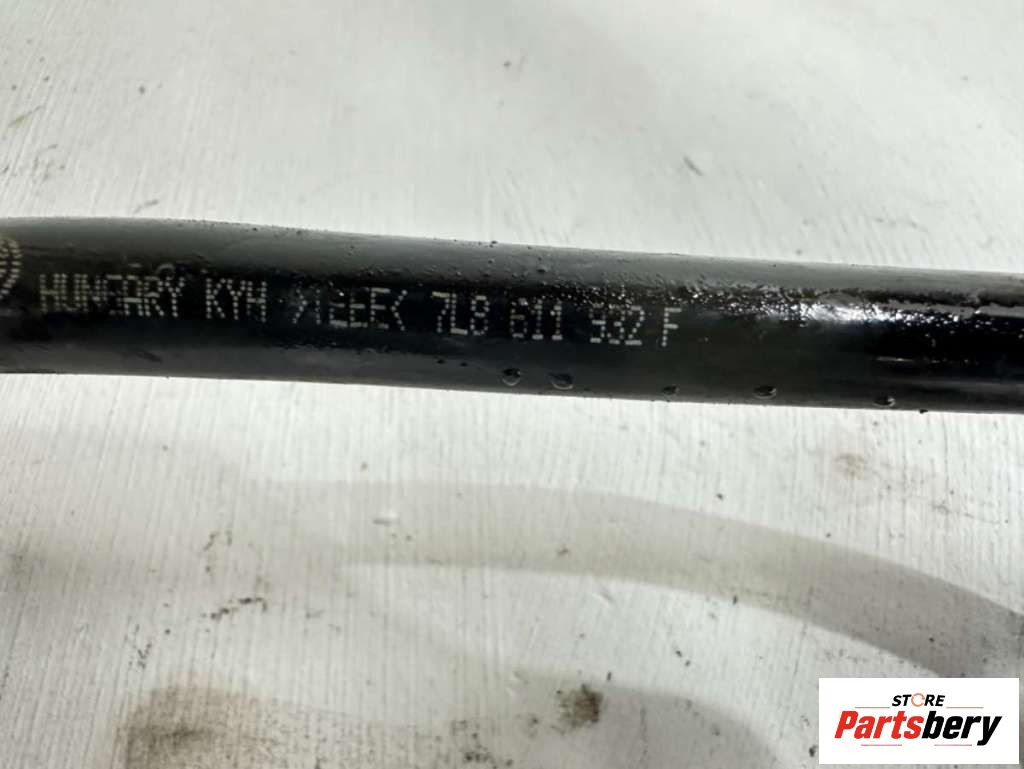 HUNGARY KYH 7L8 611 932 F
STORE
Partsbery